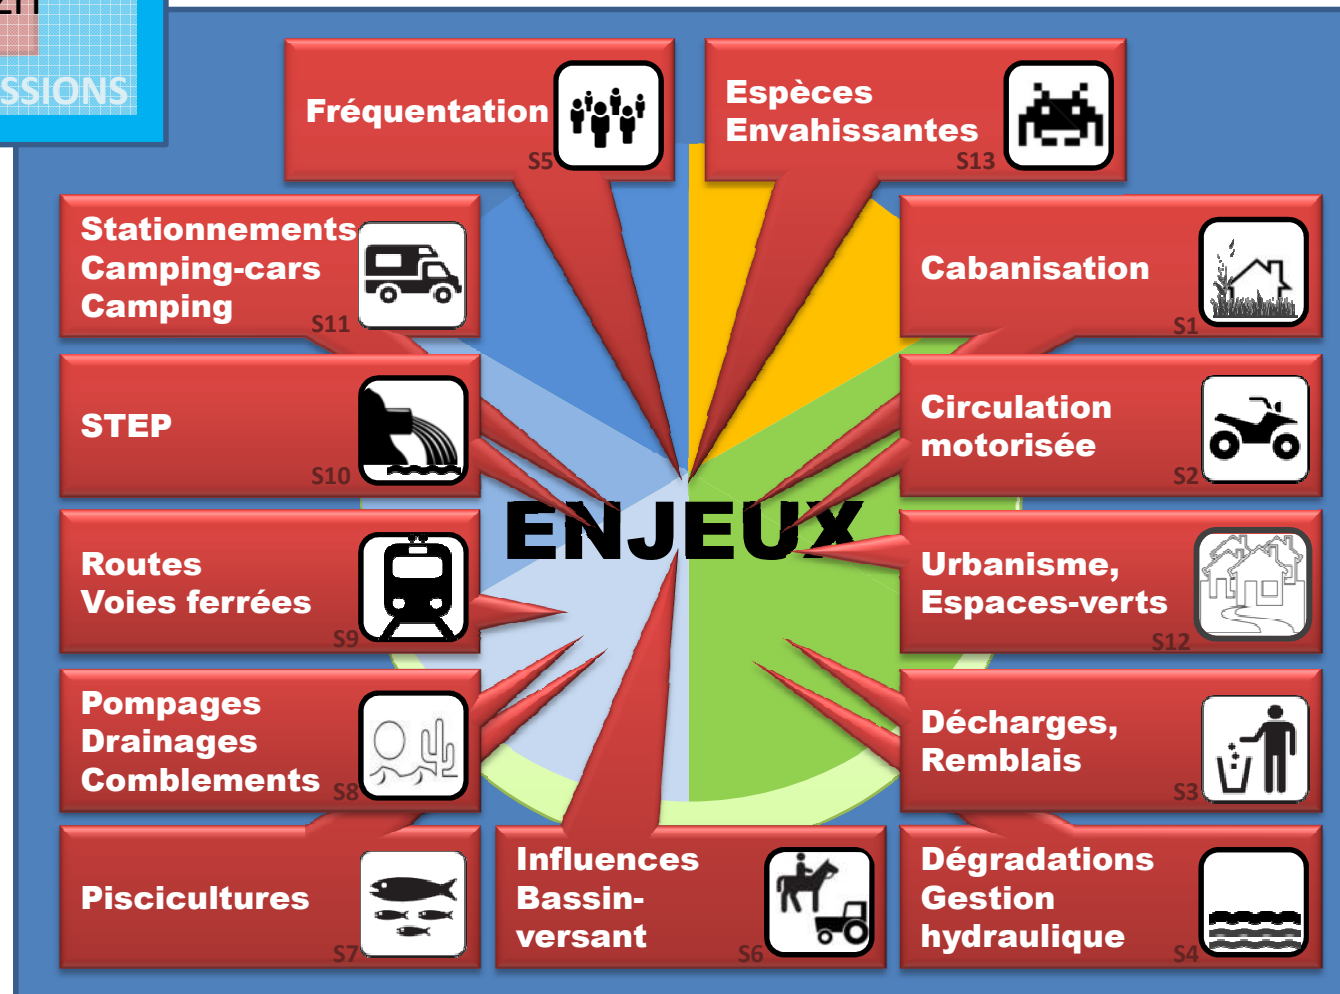 SSIONS
Fréquentation
S5
Espèces
Envahissantes
S13
Stationnements
Camping-cars
Camping
S11
Cabanisation
S1
STEP
S10
Circulation
motorisée
S2
ENJEUX
Routes
Voies ferrées
S9
Urbanisme,
Espaces-verts
S12
Pompages
Drainages
Comblements
S8
Décharges,
Remblais
S3
Piscicultures
S7
Influences
Bassin-
versant
S6
Dégradations
Gestion
hydraulique
S4